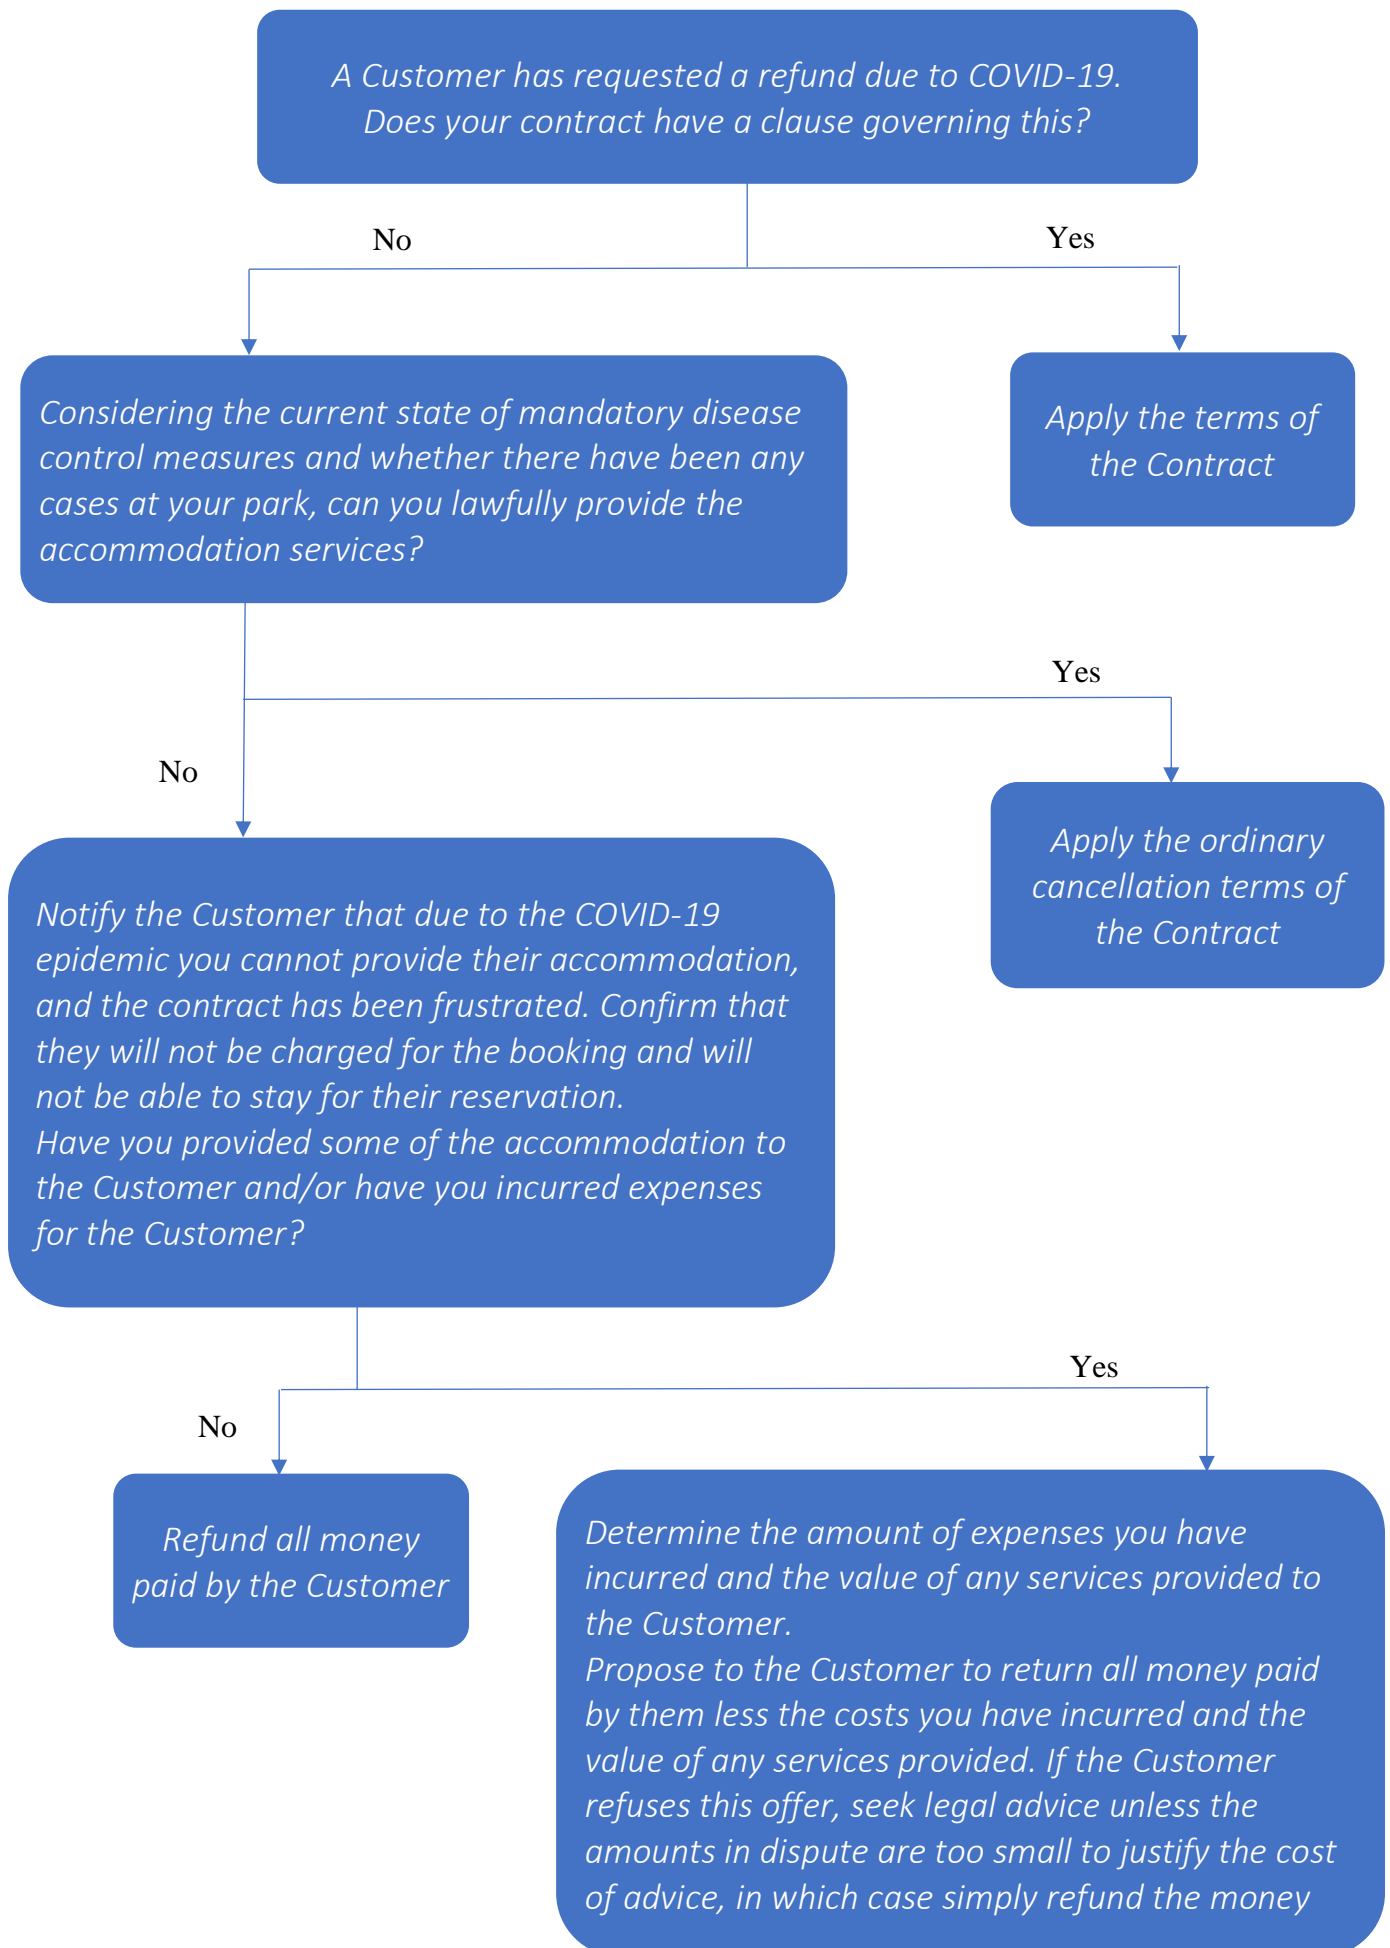 A Customer has requested a refund due to COVID-19.
Does your contract have a clause governing this?
No
Yes
Considering the current state of mandatory disease
control measures and whether there have been any
cases at your park, can you lawfully provide the
accommodation services?
Apply the terms of
the Contract
Yes
No
Apply the ordinary
cancellation terms of
the Contract
Notify the Customer that due to the COVID-19
epidemic you cannot provide their accommodation,
and the contract has been frustrated. Confirm that
they will not be charged for the booking and will
not be able to stay for their reservation.
Have you provided some of the accommodation to
the Customer and/or have you incurred expenses
for the Customer?
Yes
No
Refund all money
paid by the Customer
Determine the amount of expenses you have
incurred and the value of any services provided to
the Customer.
Propose to the Customer to return all money paid
by them less the costs you have incurred and the
value of any services provided. If the Customer
refuses this offer, seek legal advice unless the
amounts in dispute are too small to justify the cost
of advice, in which case simply refund the money